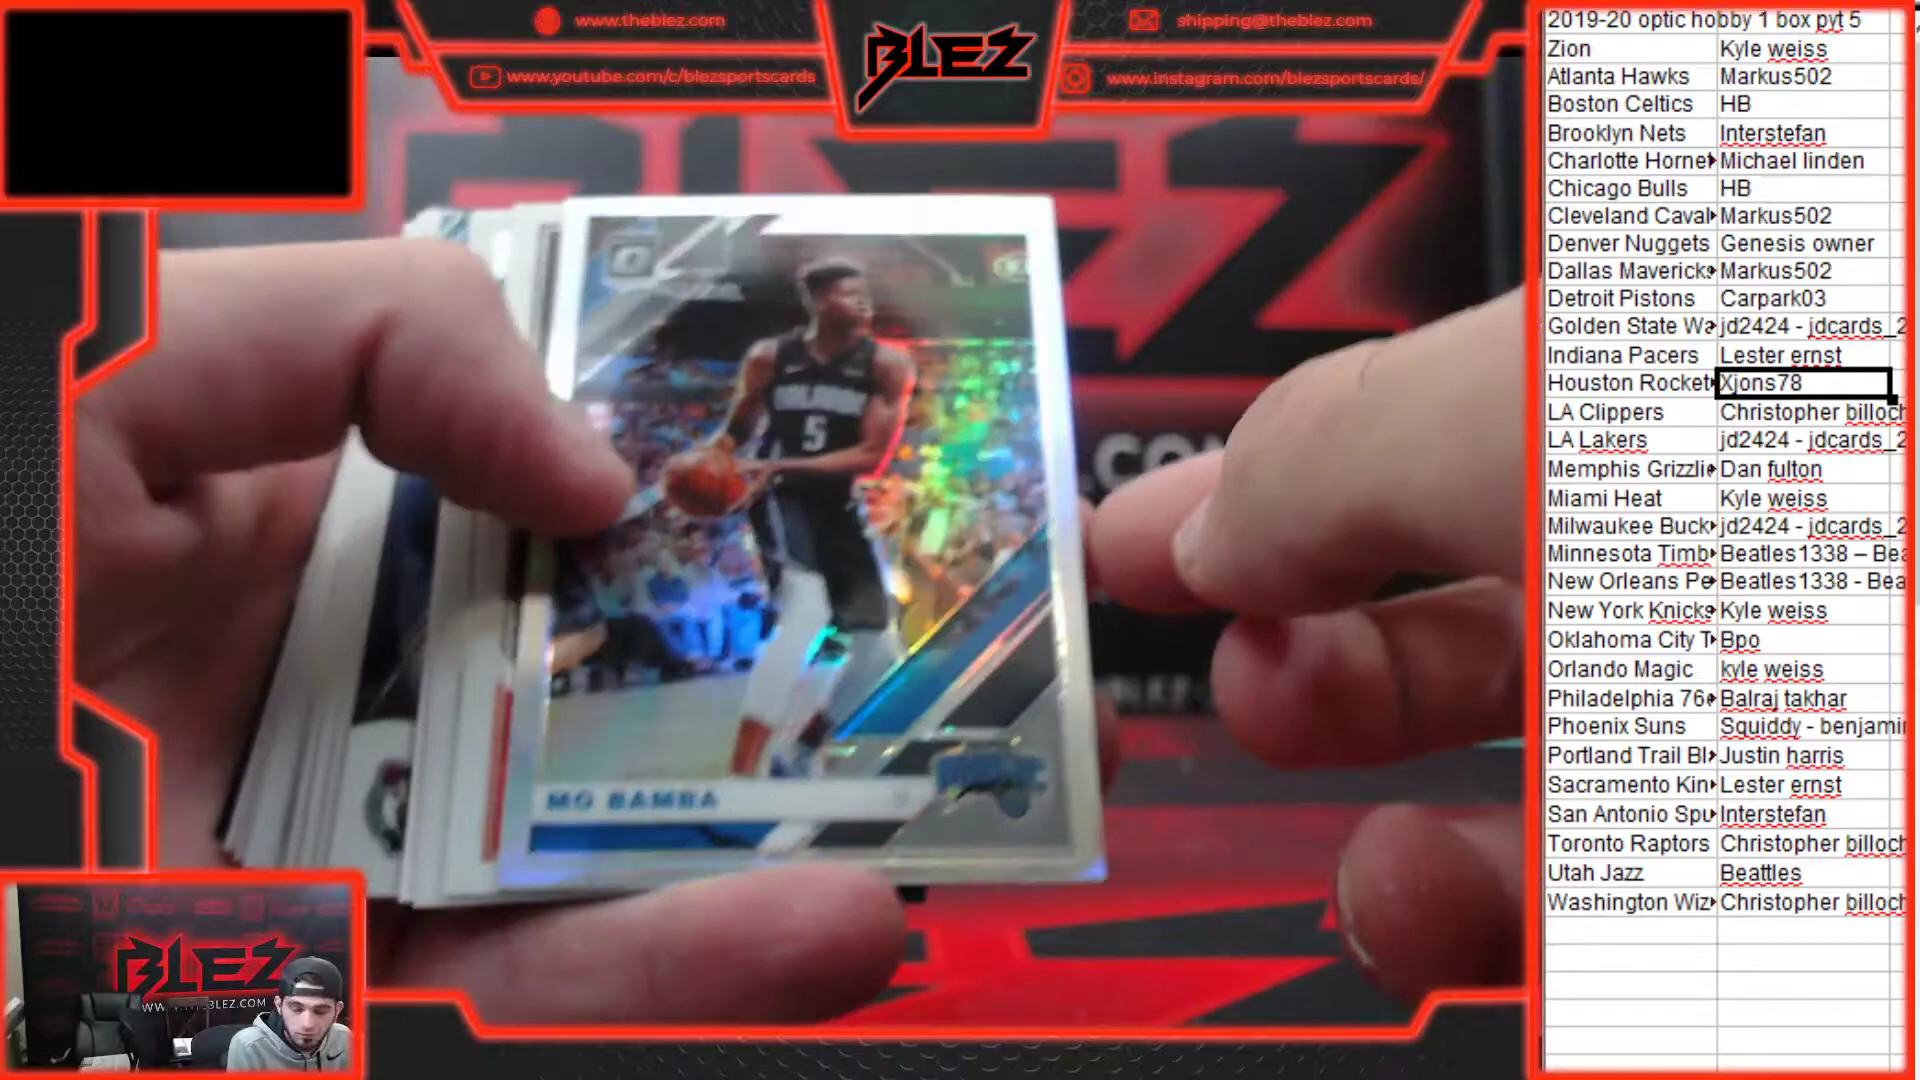 www.theblez.com
shipping@theblez.com
BLEZ
www.youtube.com/c/blezsportscards
www.instagram.com/blezsportscards/
2019-20 optic hobby 1 box pyt 5
Zion Kyle weiss
Atlanta Hawks Markus502
Boston Celtics HB
Brooklyn Nets Interstefan
Charlotte Hornet Michael linden
Chicago Bulls HB
Cleveland Caval Markus502
Denver Nuggets Genesis owner
Dallas Mavericks Markus502
Detroit Pistons Carpark03
Golden State Wa jd2424 - jdcards_2
Indiana Pacers Lester ernst
Houston Rocket Xjons78
LA Clippers Christopher billoch
LA Lakers jd2424 - jdcards_2
Memphis Grizzlie Dan fulton
Miami Heat Kyle weiss
Milwaukee Buck jd2424 - jdcards_2
Minnesota Timb Beatles1338 – Bea
New Orleans Pe Beatles1338 - Bea
New York Knicks Kyle weiss
Oklahoma City T Bpo
Orlando Magic kyle weiss
Philadelphia 76 Balraj takhar
Phoenix Suns Squiddy - benjamin
Portland Trail Bl Justin harris
Sacramento Kin Lester ernst
San Antonio Spu Interstefan
Toronto Raptors Christopher billoch
Utah Jazz Beattles
Washington Wiz Christopher billoch
ORLANDO
5
MO BAMBA
MAGIC
BLEZ